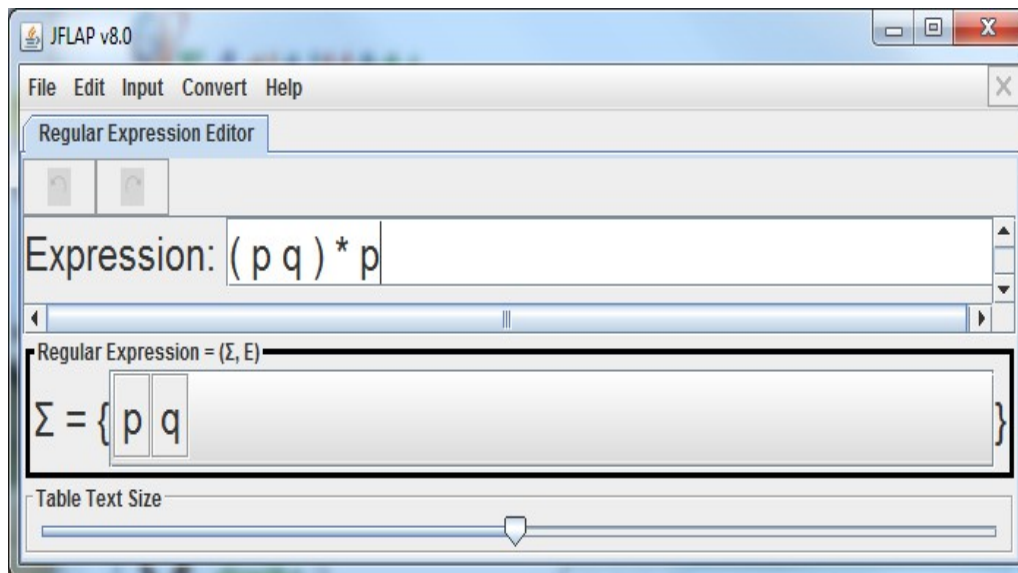 JFLAP v8.0
File Edit Input Convert Help
Regular Expression Editor
Expression: ( p q ) * p
Regular Expression = (Σ, E)
Σ = { p q }
Table Text Size